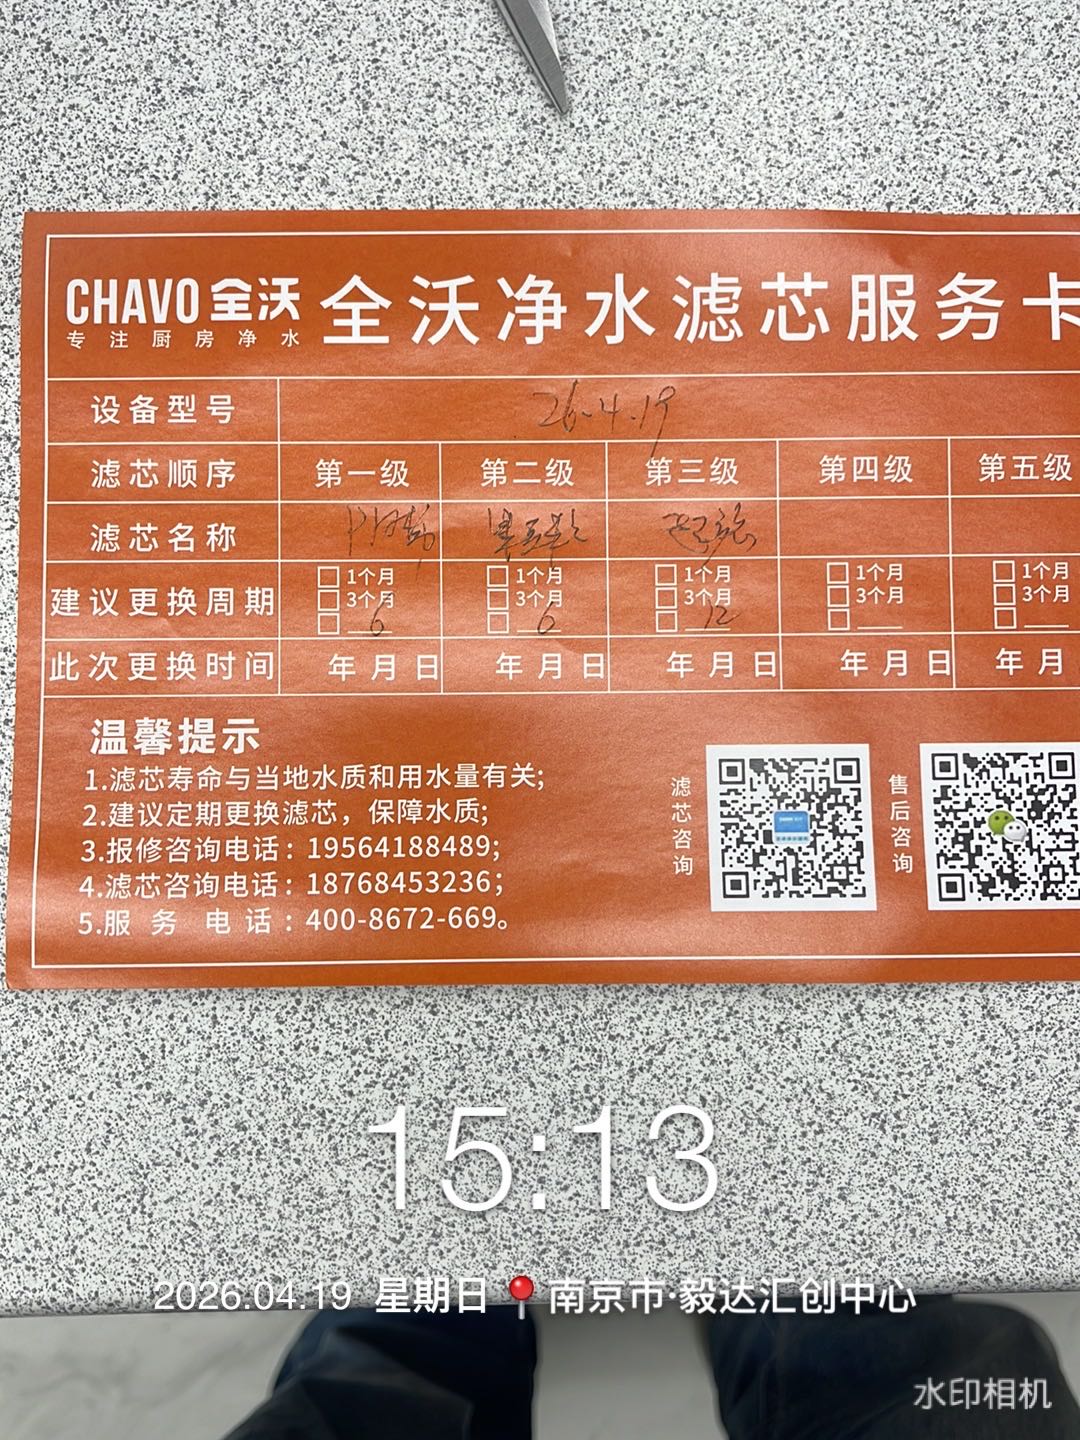 CHAVO 全沃 全沃净水滤芯服务卡
专注厨房净水
设备型号 26.4.19
滤芯顺序 第一级 第二级 第三级 第四级 第五级
滤芯名称 超滤
建议更换周期 1个月 1个月 1个月 1个月 1个月
3个月 3个月 3个月 3个月 3个月
6 6 12
此次更换时间 年月日 年月日 年月日 年月日 年月
温馨提示
1.滤芯寿命与当地水质和用水量有关;
2.建议定期更换滤芯，保障水质;
3.报修咨询电话：19564188489;
4.滤芯咨询电话：18768453236;
5.服务电话：400-8672-669。
滤芯咨询
售后咨询
15:13
2026.04.19 星期日 南京市·毅达汇创中心
水印相机